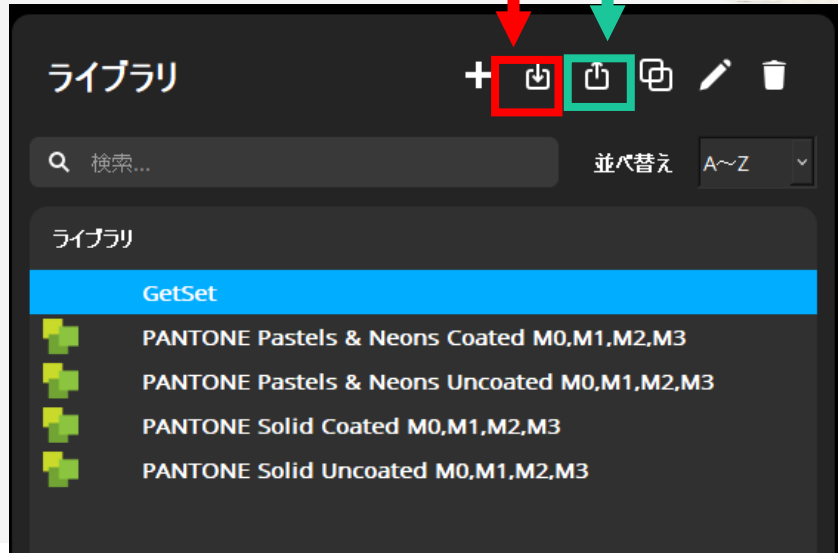 ライブラリ
検索...
並べ替え A～Z
ライブラリ
GetSet
PANTONE Pastels & Neons Coated M0,M1,M2,M3
PANTONE Pastels & Neons Uncoated M0,M1,M2,M3
PANTONE Solid Coated M0,M1,M2,M3
PANTONE Solid Uncoated M0,M1,M2,M3